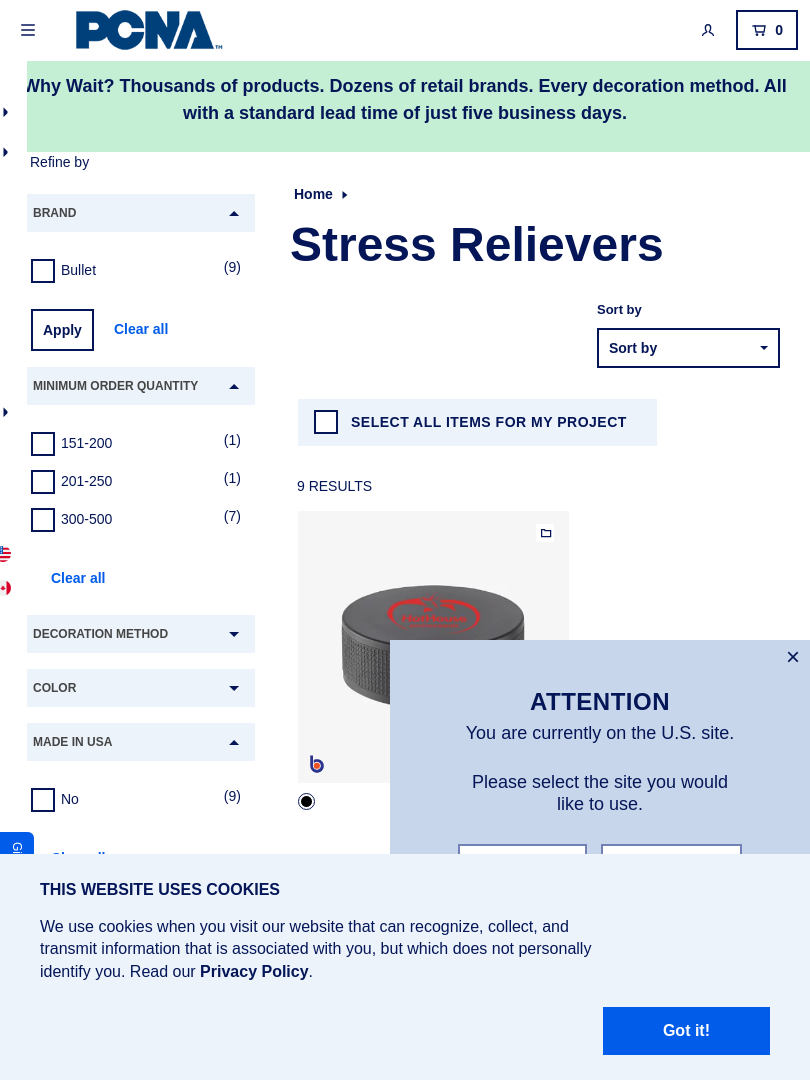 PCNA™
0
Why Wait? Thousands of products. Dozens of retail brands. Every decoration method. All
with a standard lead time of just five business days.
Refine by
BRAND
Bullet
(9)
Apply
Clear all
MINIMUM ORDER QUANTITY
151-200
(1)
201-250
(1)
300-500
(7)
Clear all
DECORATION METHOD
COLOR
MADE IN USA
No
(9)
Home
Stress Relievers
Sort by
Sort by
SELECT ALL ITEMS FOR MY PROJECT
9 RESULTS
b
ATTENTION
You are currently on the U.S. site.
Please select the site you would
like to use.
THIS WEBSITE USES COOKIES
We use cookies when you visit our website that can recognize, collect, and
transmit information that is associated with you, but which does not personally
identify you. Read our Privacy Policy.
Got it!